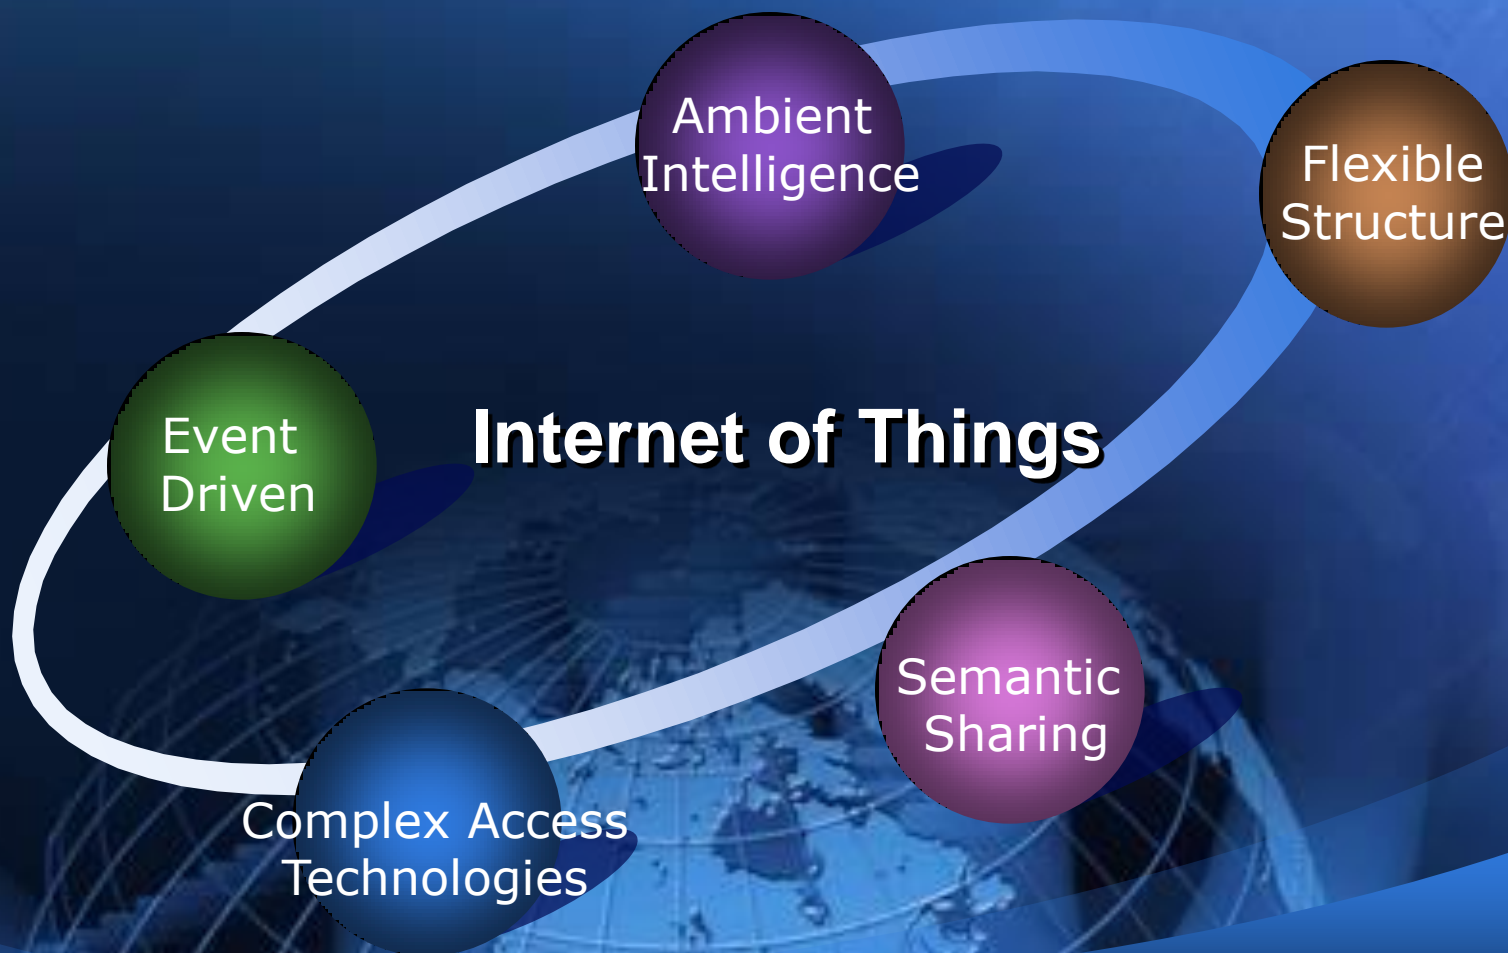 Ambient
Intelligence
Flexible
Structure
Event
Driven
Internet of Things
Semantic
Sharing
Complex Access
Technologies